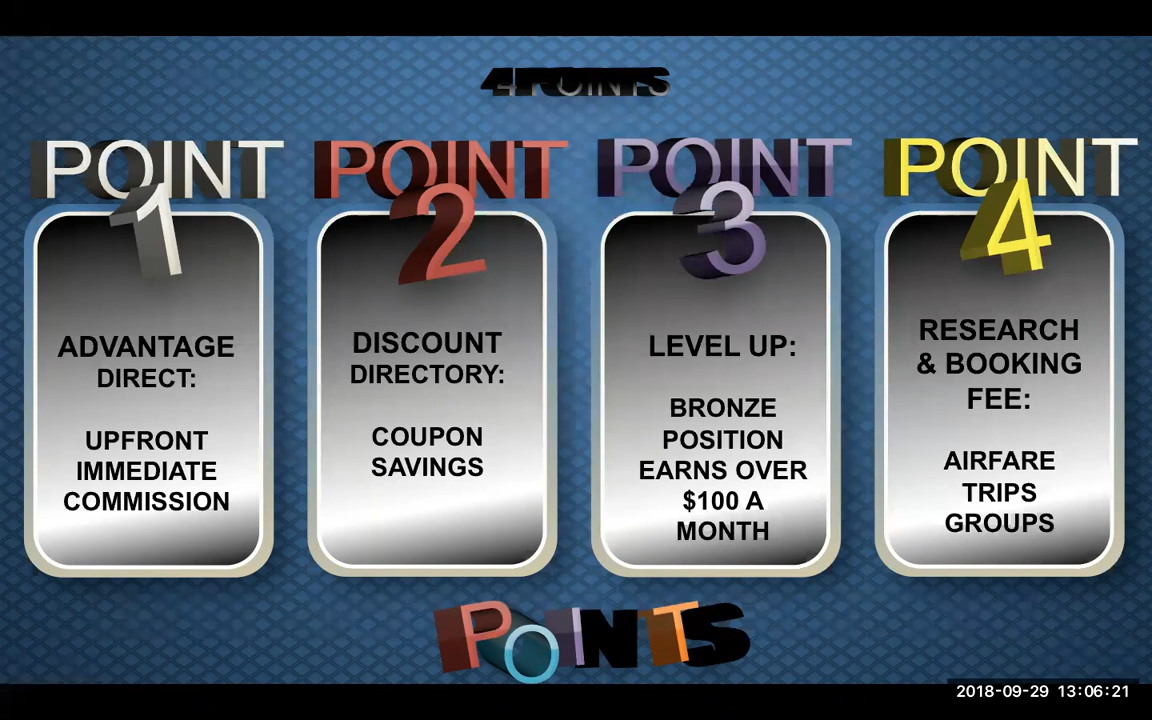 4 POINTS
POINT
1
ADVANTAGE
DIRECT:
UPFRONT
IMMEDIATE
COMMISSION
POINT
2
DISCOUNT
DIRECTORY:
COUPON
SAVINGS
POINT
3
LEVEL UP:
BRONZE
POSITION
EARNS OVER
$100 A
MONTH
POINT
4
RESEARCH
& BOOKING
FEE:
AIRFARE
TRIPS
GROUPS
POINTS
2018-09-29 13:06:21